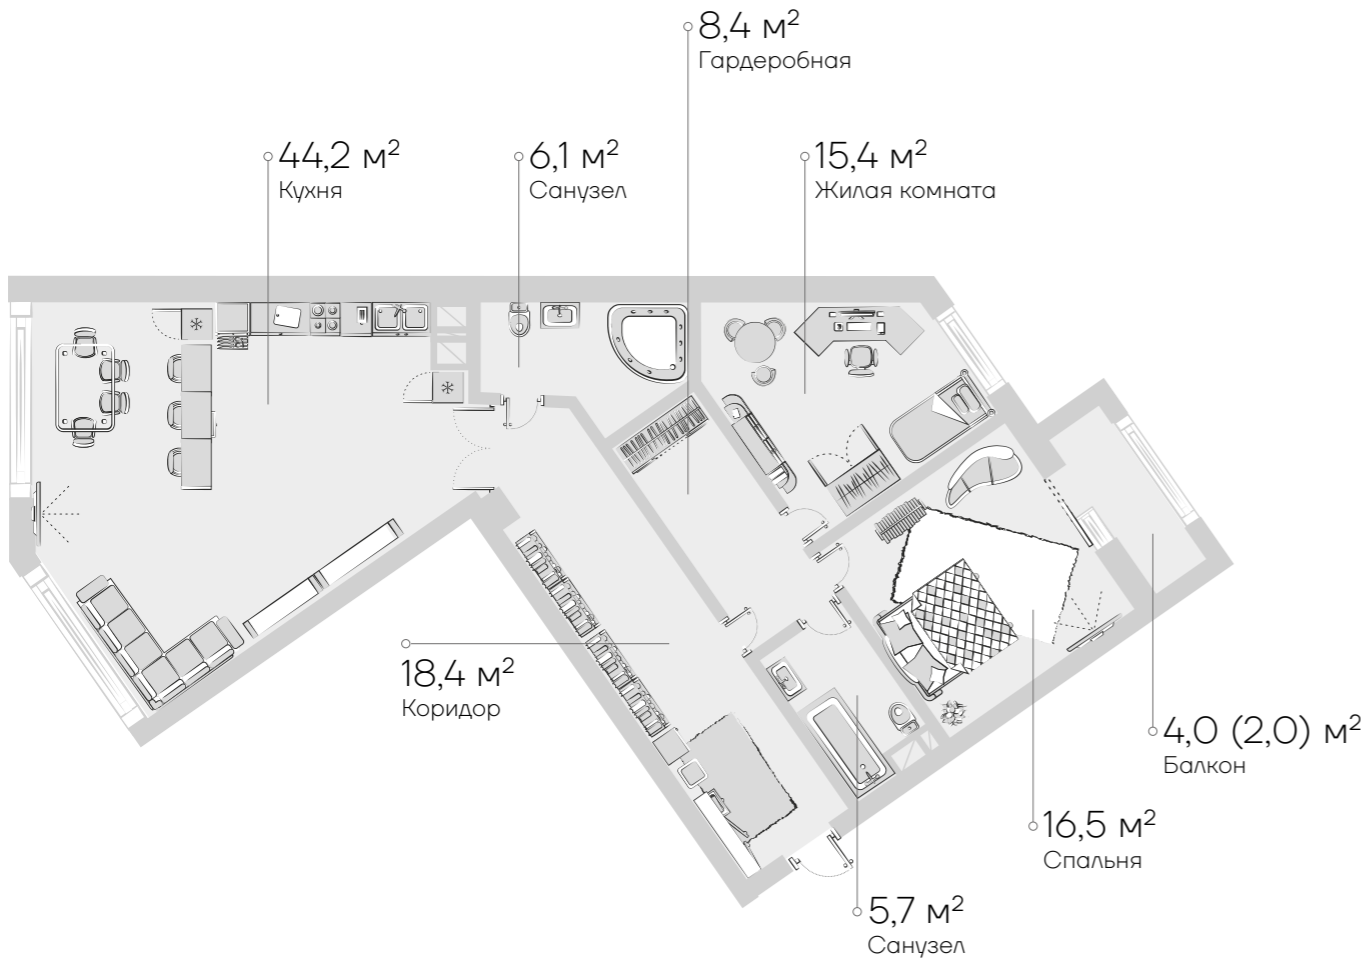 8,4 м²
Гардеробная
44,2 м²
Кухня
6,1 м²
Санузел
15,4 м²
Жилая комната
18,4 м²
Коридор
4,0 (2,0) м²
Балкон
16,5 м²
Спальня
5,7 м²
Санузел